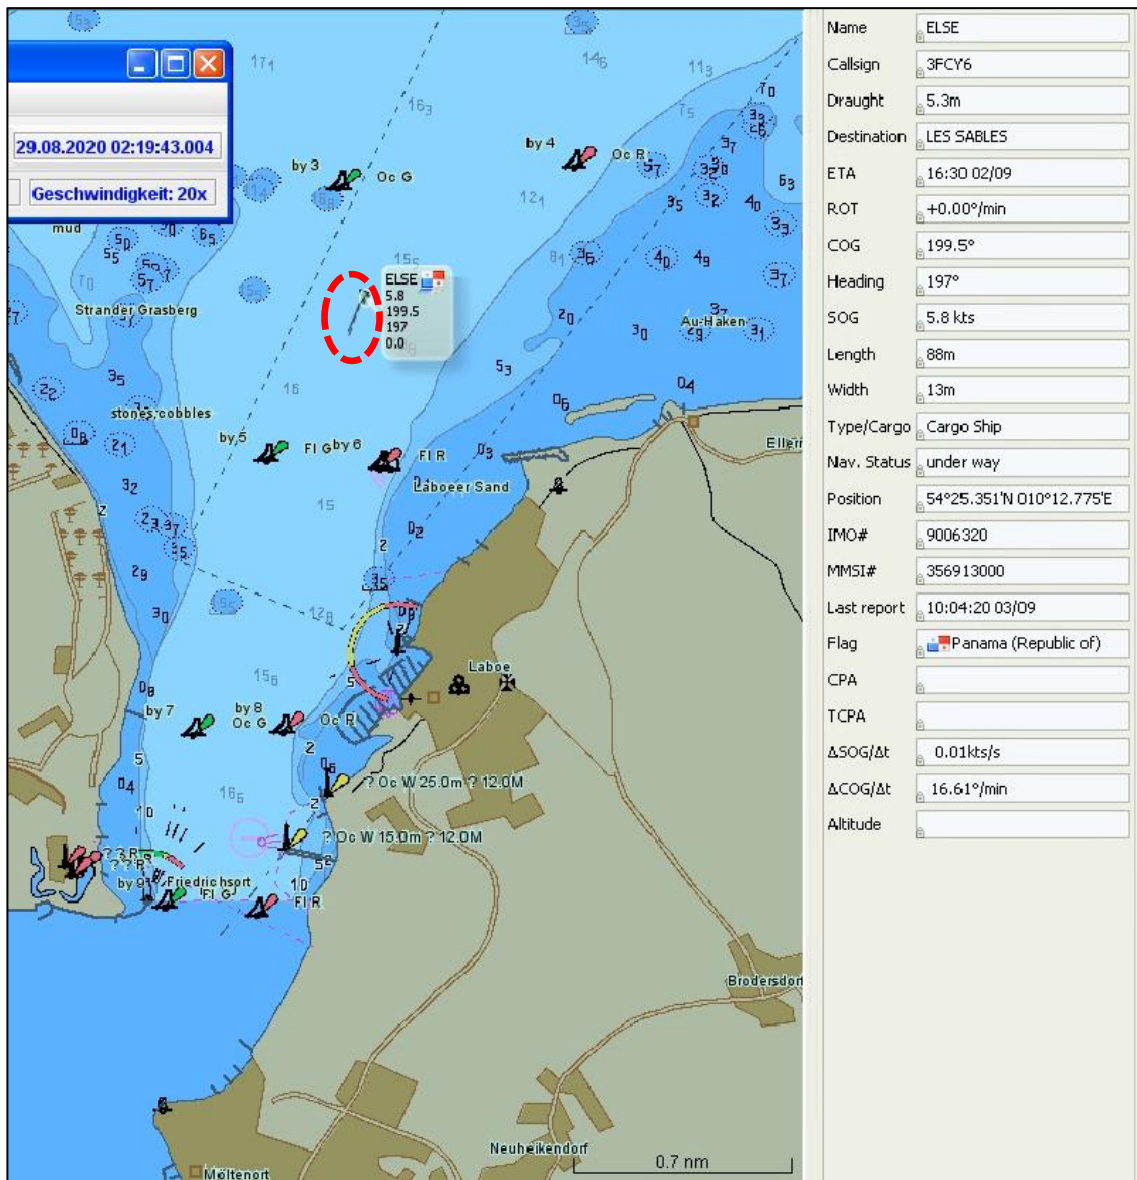 29.08.2020 02:19:43.004
Geschwindigkeit: 20x
mud
Strander Grasberg
stones;cobbles
by 3
Oc G
by 4
Oc R
ELSE
5.8
199.5
197
0.0
Au-Haken
by 5
Fl G
by 6
Fl R
Laboeer Sand
Ellern
Laboe
by 7
Oc G
by 8
Oc R
? Oc W 25.0m ? 12.0M
? Oc W 15.0m ? 12.0M
? ? R
? ? R
by 9
Friedrichsort
Fl G
Fl R
Brodersdorf
Neuheikendorf
Möltenort
0.7 nm
Name ELSE
Callsign 3FCY6
Draught 5.3m
Destination LES SABLES
ETA 16:30 02/09
ROT +0.00°/min
COG 199.5°
Heading 197°
SOG 5.8 kts
Length 88m
Width 13m
Type/Cargo Cargo Ship
Nav. Status under way
Position 54°25.351'N 010°12.775'E
IMO# 9006320
MMSI# 356913000
Last report 10:04:20 03/09
Flag Panama (Republic of)
CPA
TCPA
ΔSOG/Δt 0.01kts/s
ΔCOG/Δt 16.61°/min
Altitude